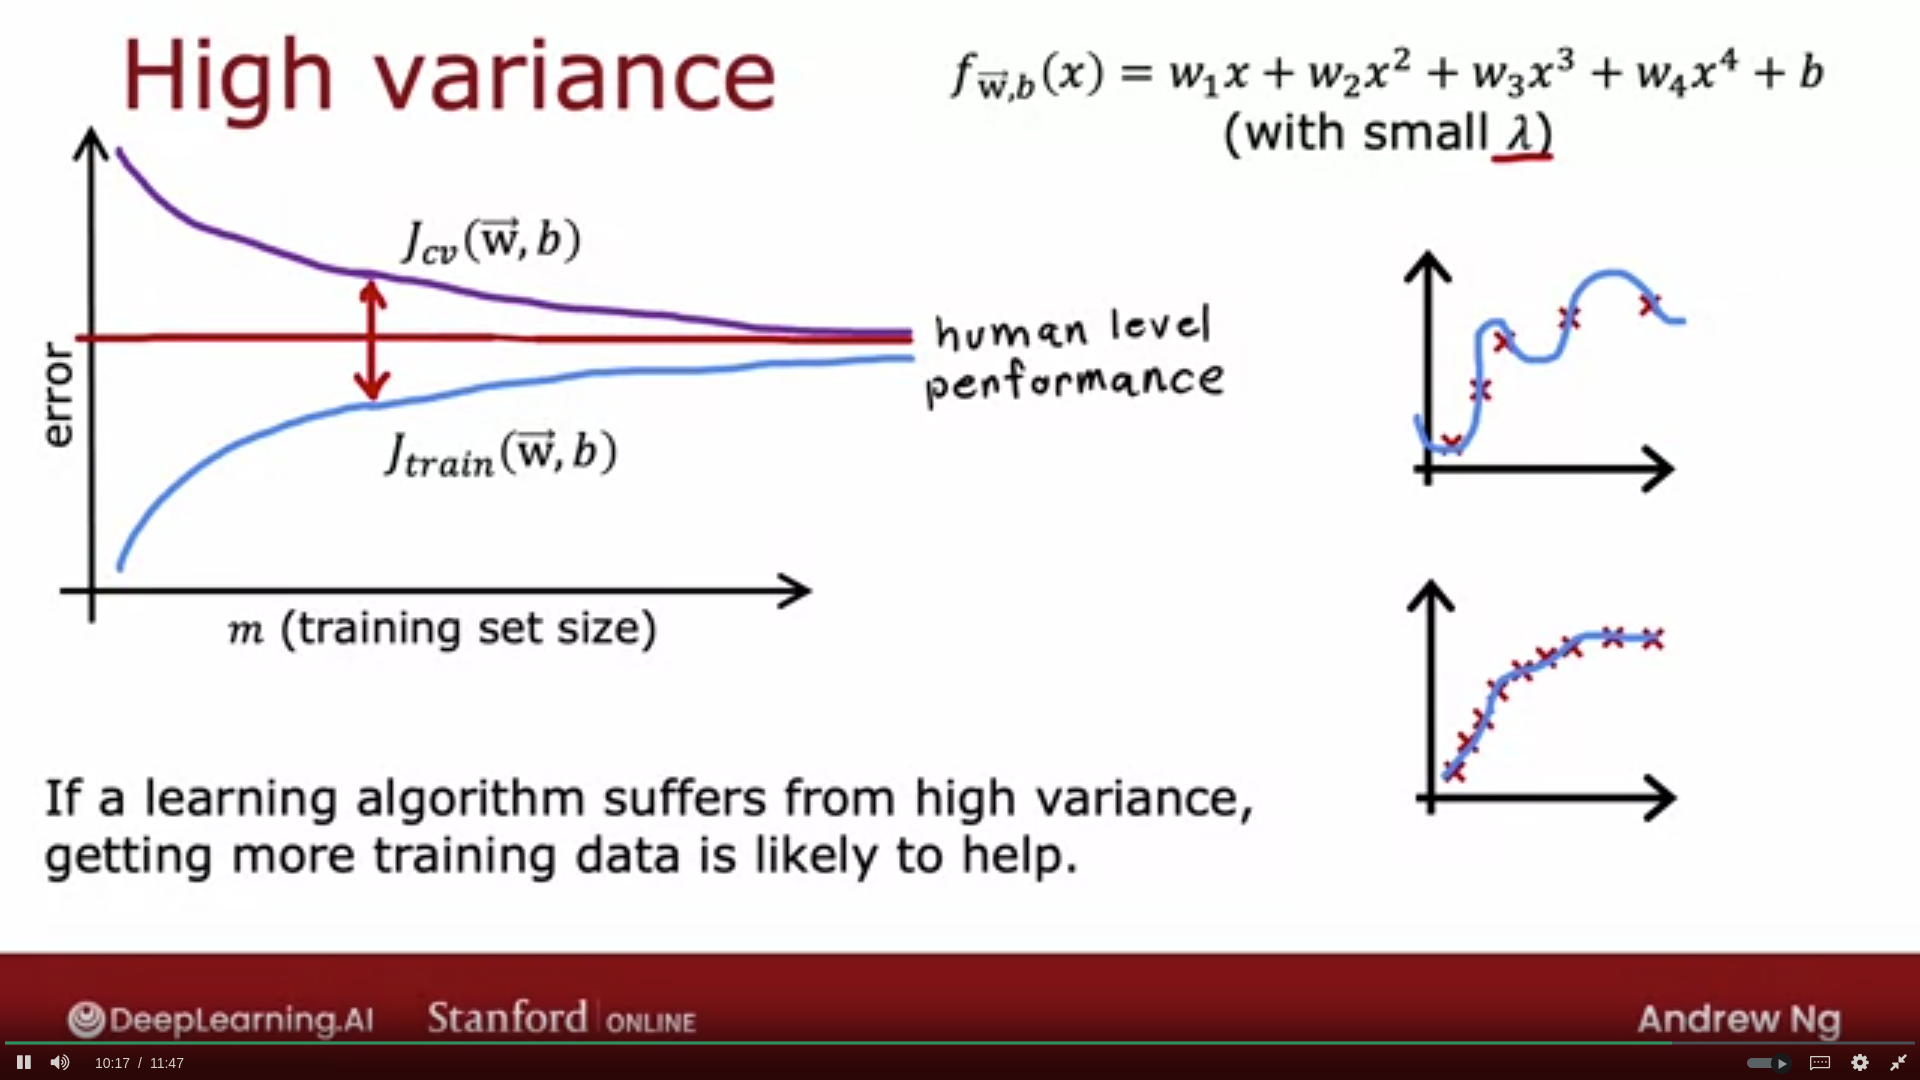 High variance
f_{\vec{w},b}(x) = w_1x + w_2x^2 + w_3x^3 + w_4x^4 + b
(with small λ)
J_{cv}(\vec{w}, b)
human level
performance
error
J_{train}(\vec{w}, b)
m (training set size)
If a learning algorithm suffers from high variance,
getting more training data is likely to help.
DeepLearning.AI Stanford | ONLINE Andrew Ng
10:17 / 11:47